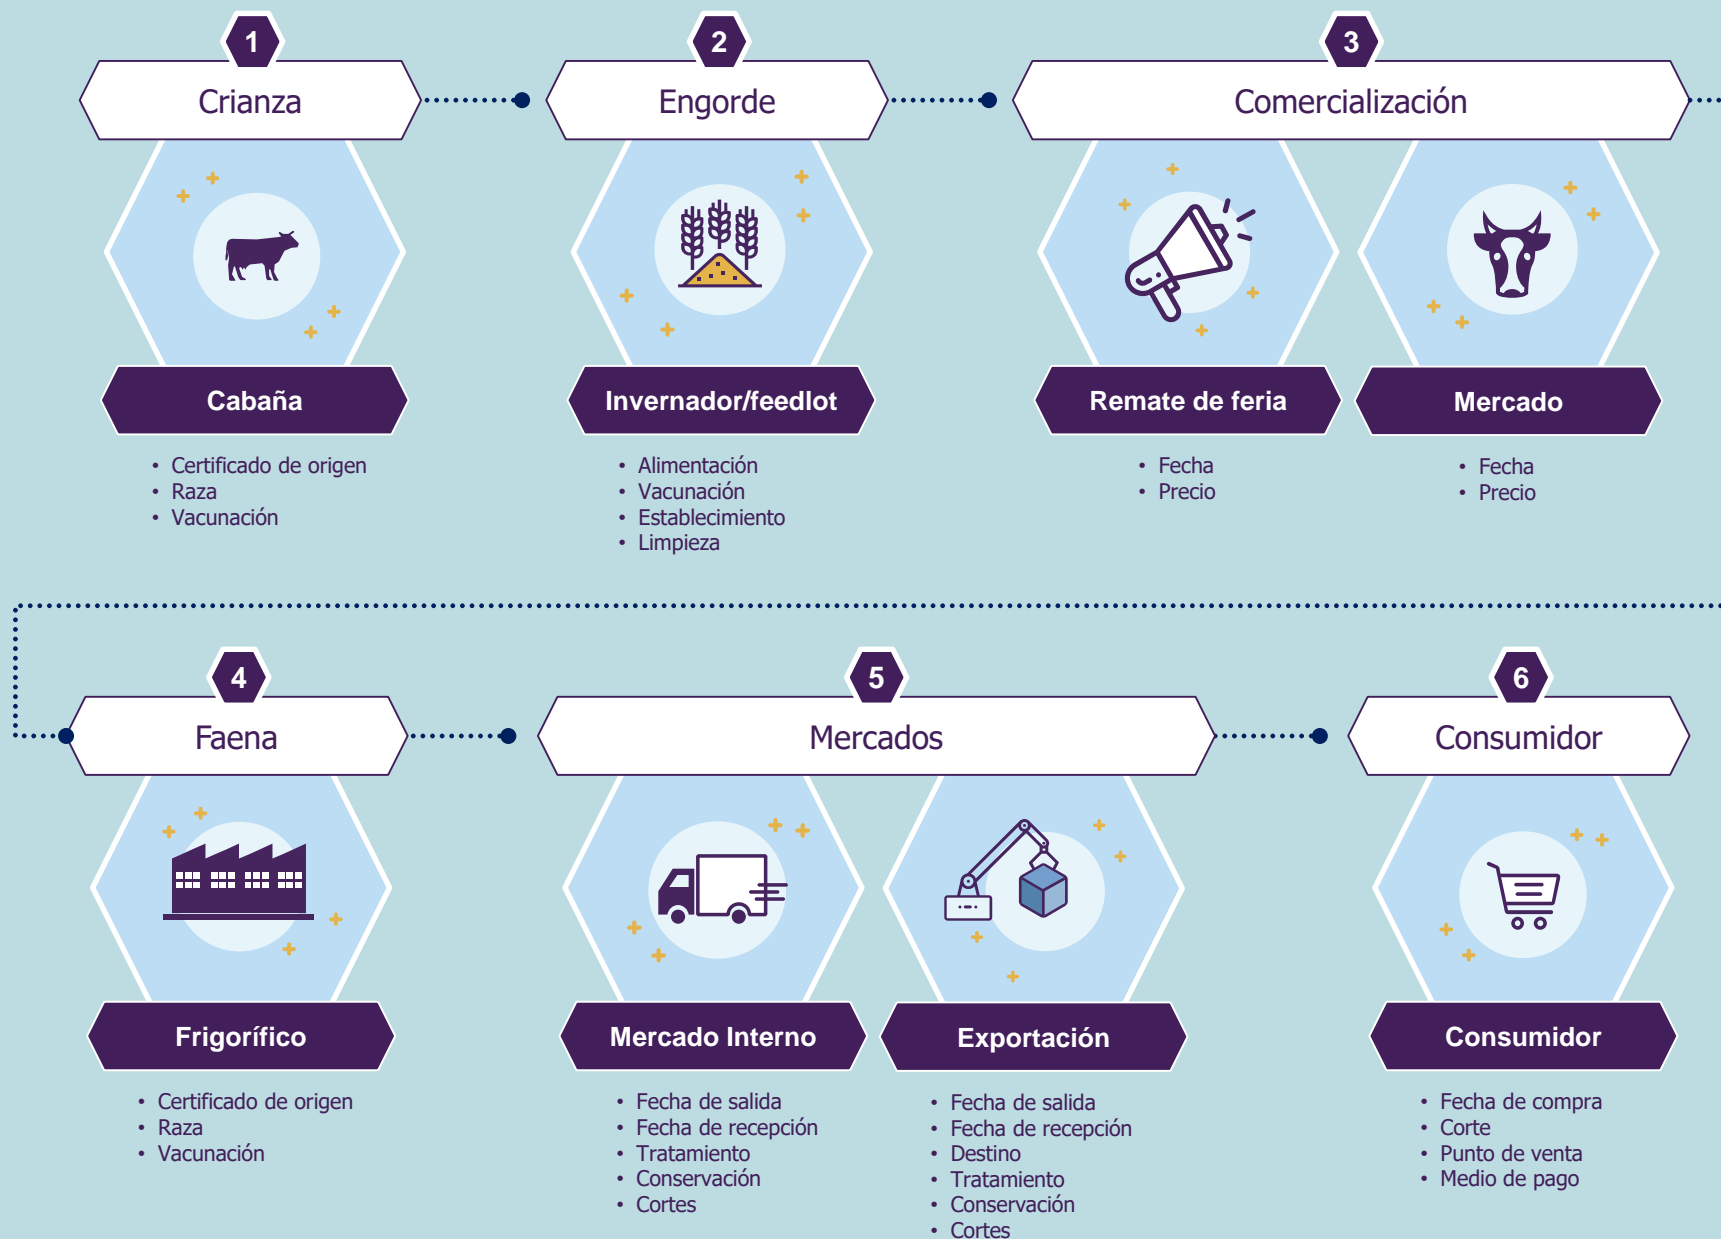 1
Crianza
Cabaña
• Certificado de origen
• Raza
• Vacunación
2
Engorde
Invernador/feedlot
• Alimentación
• Vacunación
• Establecimiento
• Limpieza
3
Comercialización
Remate de feria
• Fecha
• Precio
Mercado
• Fecha
• Precio
4
Faena
Frigorífico
• Certificado de origen
• Raza
• Vacunación
5
Mercados
Mercado Interno
• Fecha de salida
• Fecha de recepción
• Tratamiento
• Conservación
• Cortes
Exportación
• Fecha de salida
• Fecha de recepción
• Destino
• Tratamiento
• Conservación
• Cortes
6
Consumidor
Consumidor
• Fecha de compra
• Corte
• Punto de venta
• Medio de pago